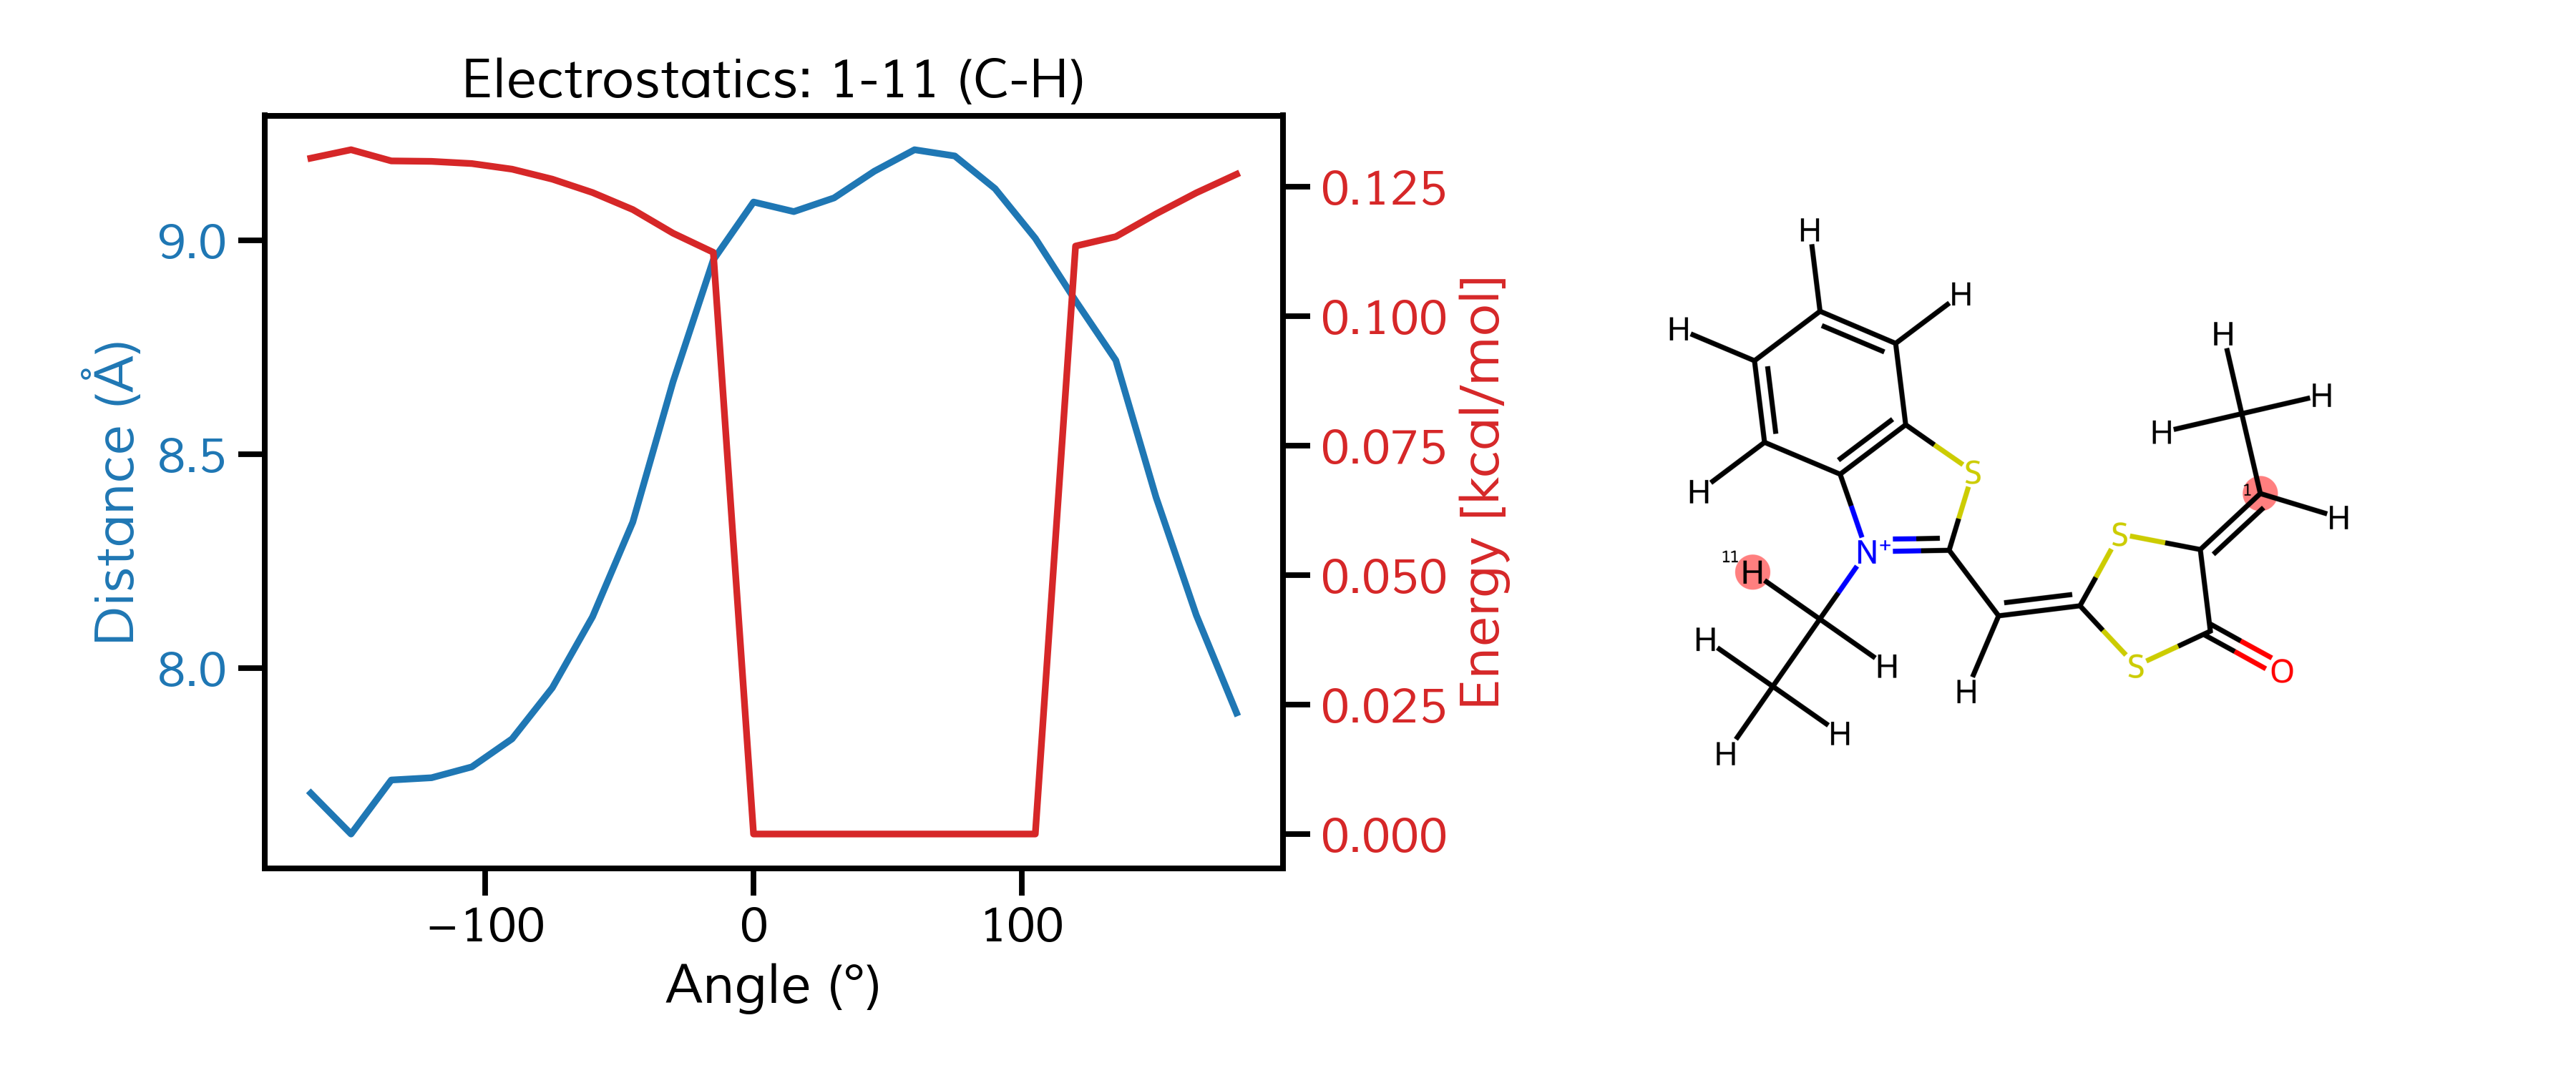 Electrostatics: 1-11 (C-H)
Distance (Å)
9.0
8.5
8.0
0.125
0.100
0.075
0.050
0.025
0.000
Energy [kcal/mol]
−100 0 100
Angle (°)
H
H
H
H
H
H
H
S
H
1
H
S
N+
11
H
H
H
H
S
O
H
H